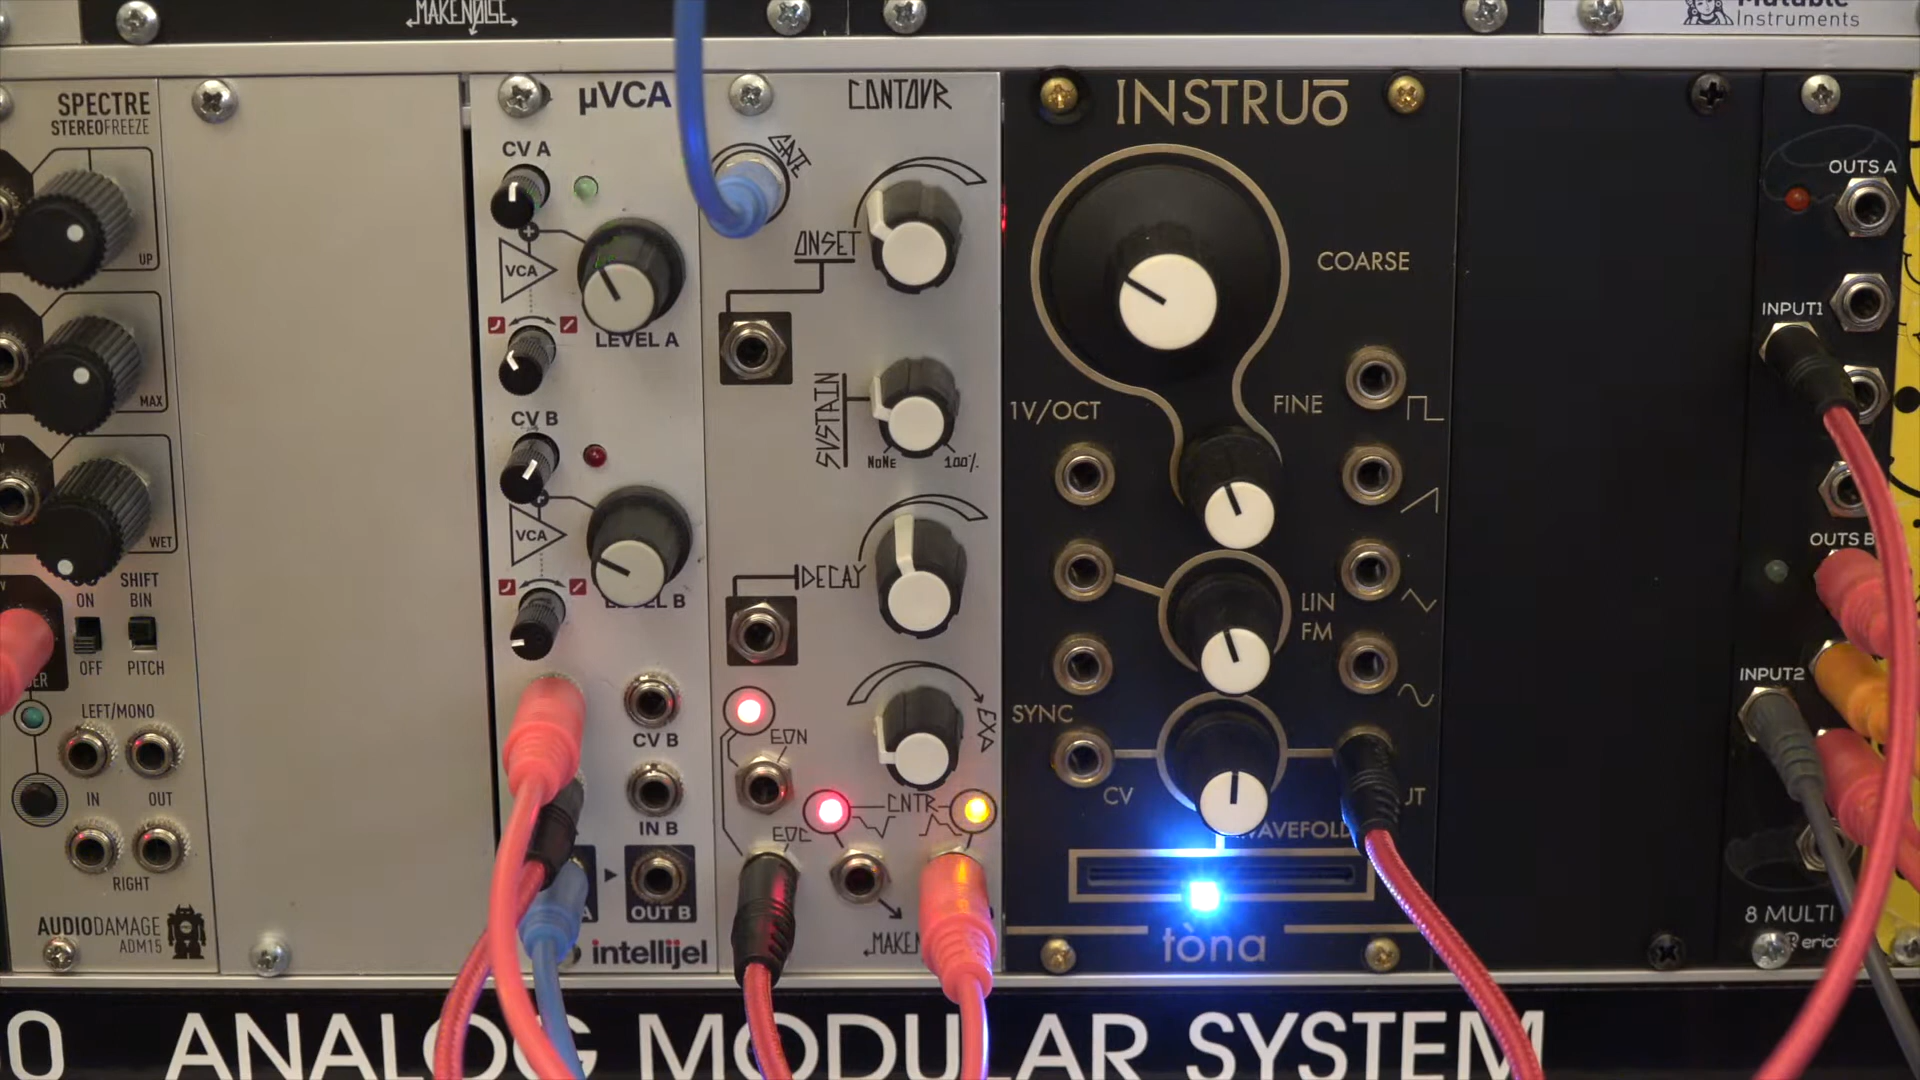 MAKENOISE
Mutable
Instruments
SPECTRE
STEREOFREEZE
UP
MAX
WET
ON
OFF
SHIFT
BIN
PITCH
LEFT/MONO
IN
OUT
RIGHT
AUDIODAMAGE
ADM15
µVCA
CV A
VCA
LEVEL A
CV B
VCA
LEVEL B
CV B
IN B
OUT B
intellijel
CONTOUR
GATE
ONSET
SUSTAIN
NONE
100%
DECAY
EXP
EON
CNTR
EOC
INSTRUŌ
COARSE
FINE
1V/OCT
LIN
FM
SYNC
CV
tòna
OUTS A
INPUT1
OUTS B
INPUT2
8 MULTI
ANALOG MODULAR SYSTEM